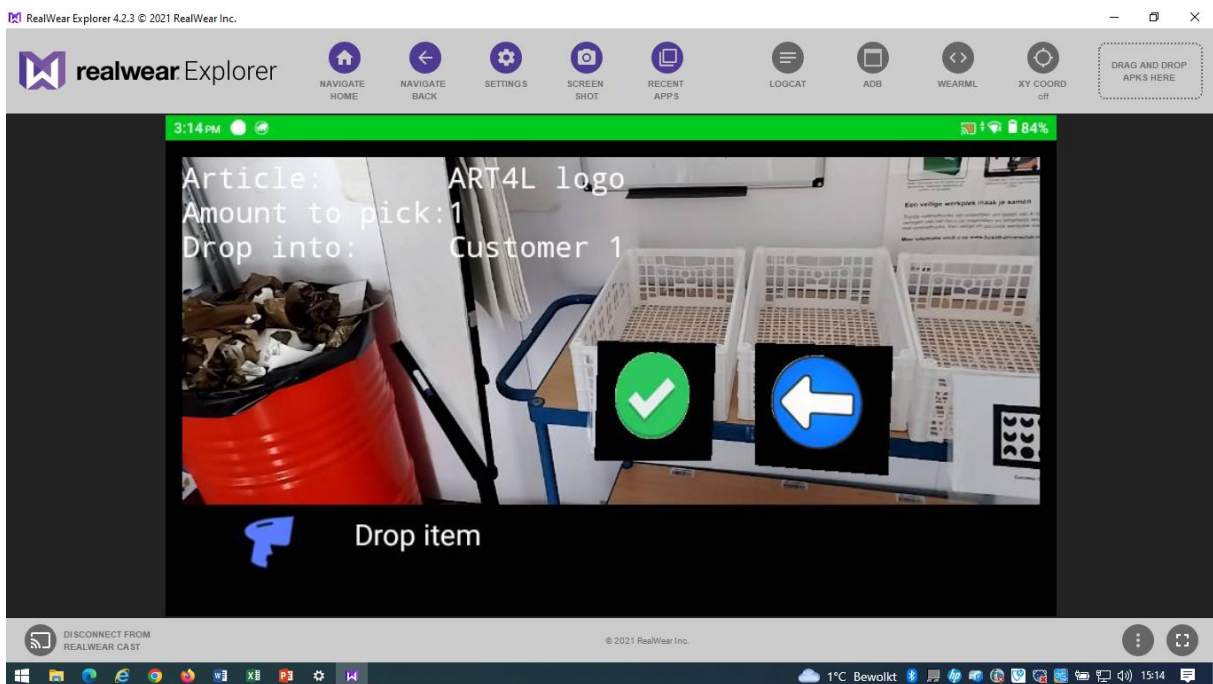 RealWear Explorer 4.2.3 © 2021 RealWear Inc.
realwear Explorer
NAVIGATE
HOME
NAVIGATE
BACK
SETTINGS
SCREEN
SHOT
RECENT
APPS
LOGCAT
ADB
WEARML
XY COORD
off
DRAG AND DROP
APKS HERE
3:14 PM
84%
Article: ART4L logo
Amount to pick:1
Drop into: Customer 1
Een veilige werkplek maak je samen
Drop item
DISCONNECT FROM
REALWEAR CAST
© 2021 RealWear Inc.
1°C Bewolkt
15:14